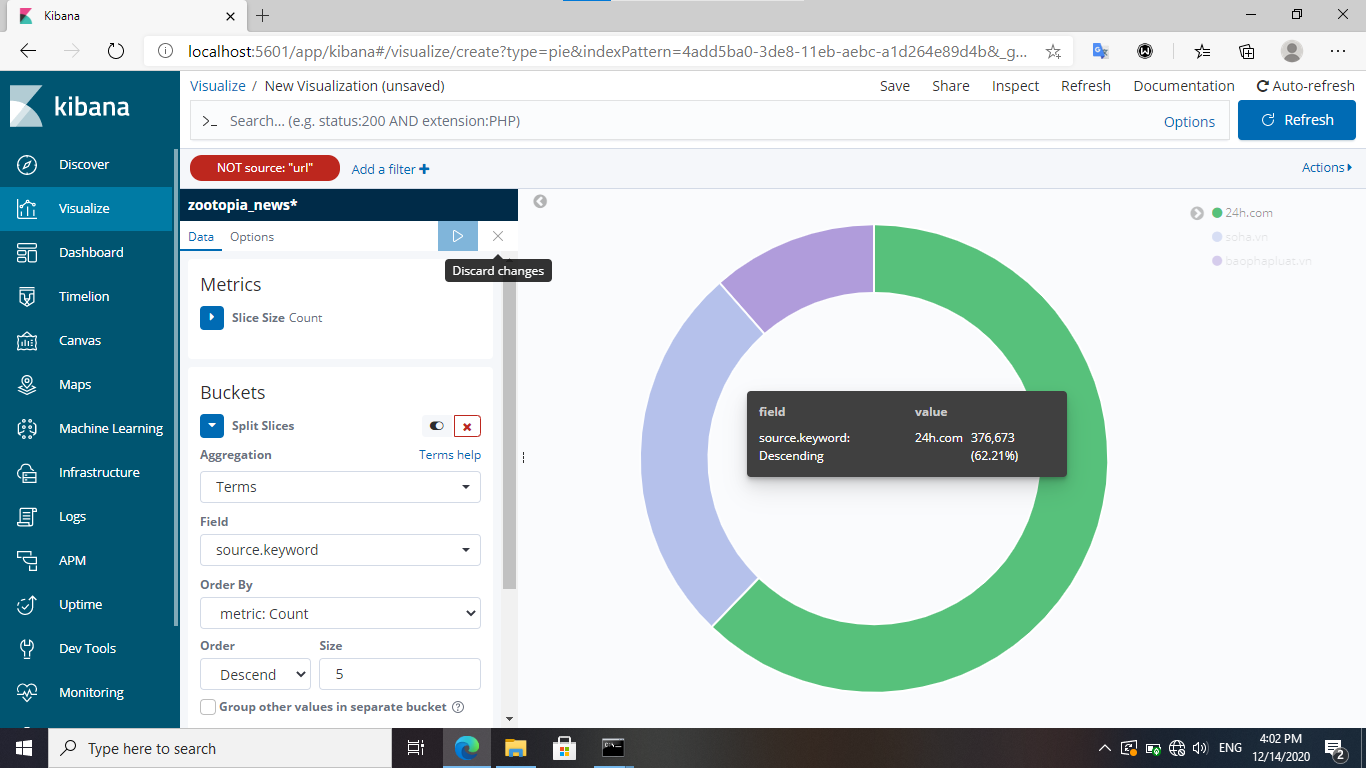 Kibana
localhost:5601/app/kibana#/visualize/create?type=pie&indexPattern=4add5ba0-3de8-11eb-aebc-a1d264e89d4b&_g...
kibana
Discover
Visualize
Dashboard
Timelion
Canvas
Maps
Machine Learning
Infrastructure
Logs
APM
Uptime
Dev Tools
Monitoring
Visualize / New Visualization (unsaved)
Save Share Inspect Refresh Documentation Auto-refresh
>_ Search... (e.g. status:200 AND extension:PHP) Options Refresh
NOT source: "url" Add a filter + Actions
zootopia_news*
Data Options
Discard changes
Metrics
Slice Size Count
Buckets
Split Slices
Aggregation Terms help
Terms
Field
source.keyword
Order By
metric: Count
Order Size
Descend 5
Group other values in separate bucket
24h.com
soha.vn
baophapluat.vn
field value
source.keyword: 24h.com 376,673
Descending (62.21%)
Type here to search
ENG
4:02 PM
12/14/2020
2